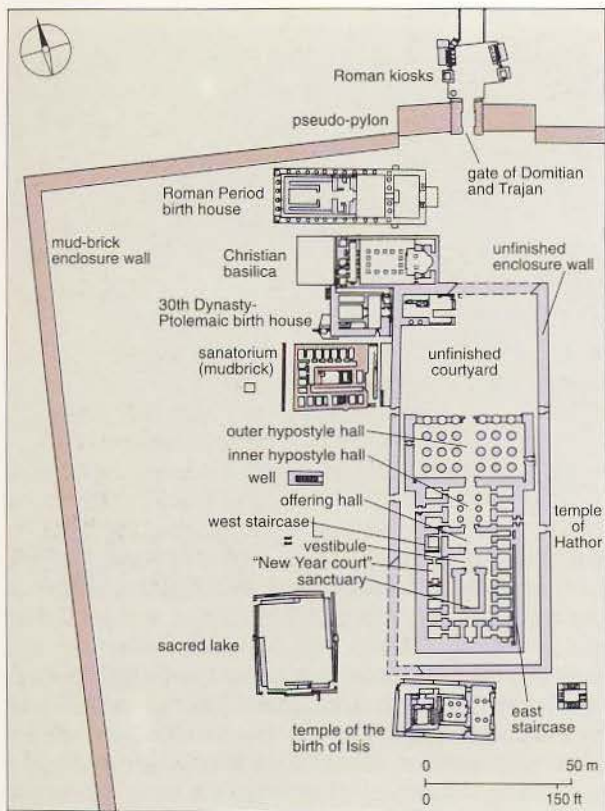 Roman kiosks
pseudo-pylon
gate of Domitian
and Trajan
Roman Period
birth house
mud-brick
enclosure wall
Christian
basilica
unfinished
enclosure wall
30th Dynasty-
Ptolemaic birth house
sanatorium
(mudbrick)
unfinished
courtyard
outer hypostyle hall
inner hypostyle hall
well
offering hall
west staircase
vestibule
"New Year court"
sanctuary
temple
of
Hathor
sacred lake
east
staircase
temple of the
birth of Isis
0 50 m
0 150 ft